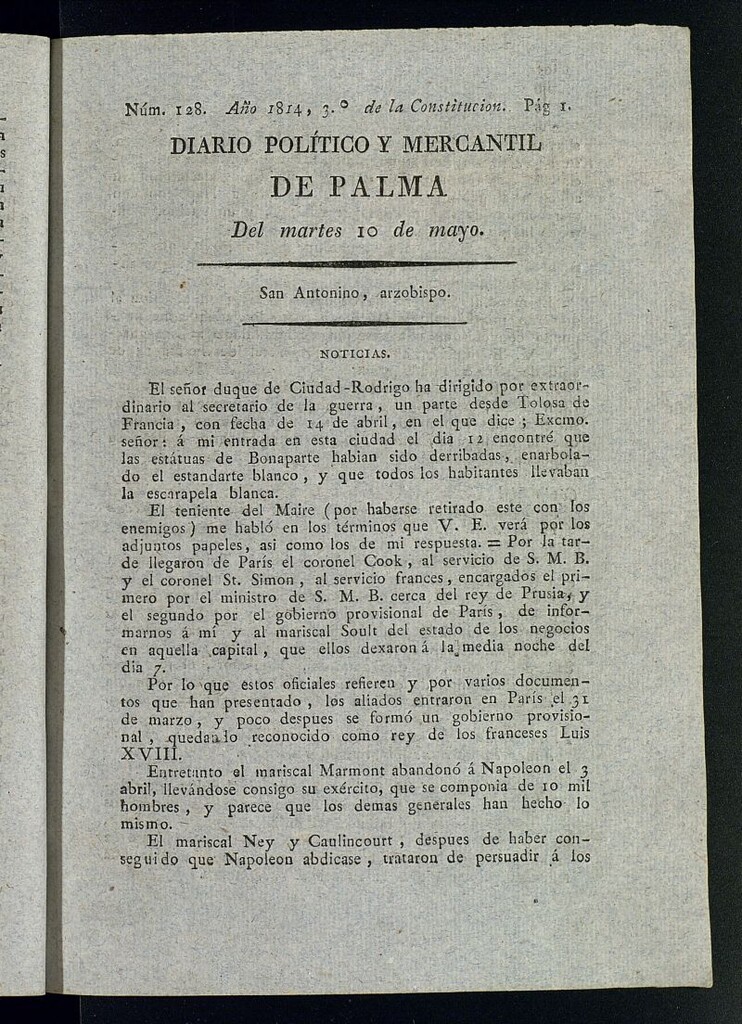 Núm. 128. Año 1814, 3.º de la Constitucion. Pág 1.
DIARIO POLÍTICO Y MERCANTIL
DE PALMA
Del martes 10 de mayo.
San Antonino, arzobispo.
NOTICIAS.
El señor duque de Ciudad-Rodrigo ha dirigido por extraor-
dinario al secretario de la guerra, un parte desde Tolosa de
Francia, con fecha de 14 de abril, en el que dice; Excmo.
señor: á mi entrada en esta ciudad el dia 12 encontré que
las estátuas de Bonaparte habian sido derribadas, enarbola-
do el estandarte blanco, y que todos los habitantes llevaban
la escarapela blanca.
El teniente del Maire (por haberse retirado este con los
enemigos) me habló en los términos que V. E. verá por los
adjuntos papeles, asi como los de mi respuesta. = Por la tar-
de llegaron de París el coronel Cook, al servicio de S. M. B.
y el coronel St. Simon, al servicio frances, encargados el pri-
mero por el ministro de S. M. B. cerca del rey de Prusia, y
el segundo por el gobierno provisional de París, de infor-
marnos á mí y al mariscal Soult del estado de los negocios
en aquella capital, que ellos dexaron á la media noche del
dia 7.
Por lo que estos oficiales refieren y por varios documen-
tos que han presentado, los aliados entraron en París el 31
de marzo, y poco despues se formó un gobierno provisio-
nal, quedando reconocido como rey de los franceses Luis
XVIII.
Entretanto el mariscal Marmont abandonó á Napoleon el 3
abril, llevándose consigo su exército, que se componia de 10 mil
hombres, y parece que los demas generales han hecho lo
mismo.
El mariscal Ney y Caulincourt, despues de haber con-
seguido que Napoleon abdicase, trataron de persuadir á los